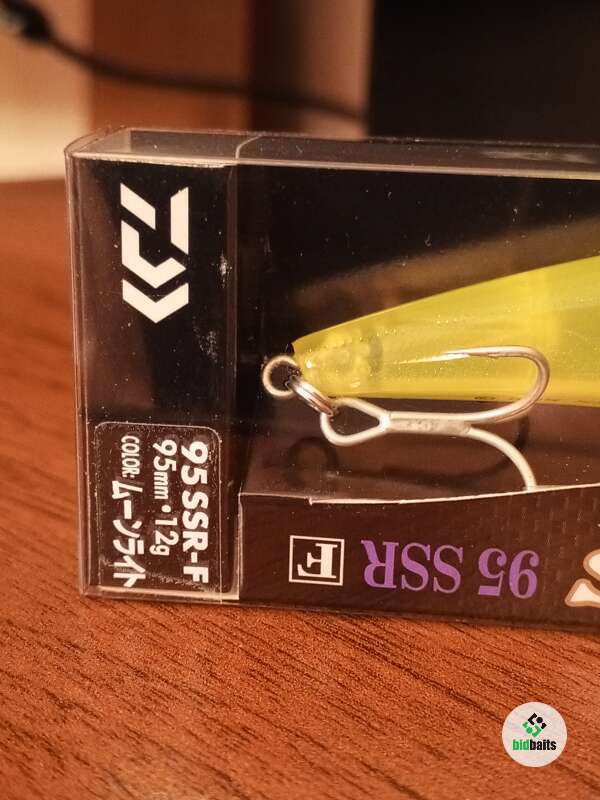 95 SSR-F
95mm・12g
COLOR: ムーンライト
95 SSR
F
bidbaits